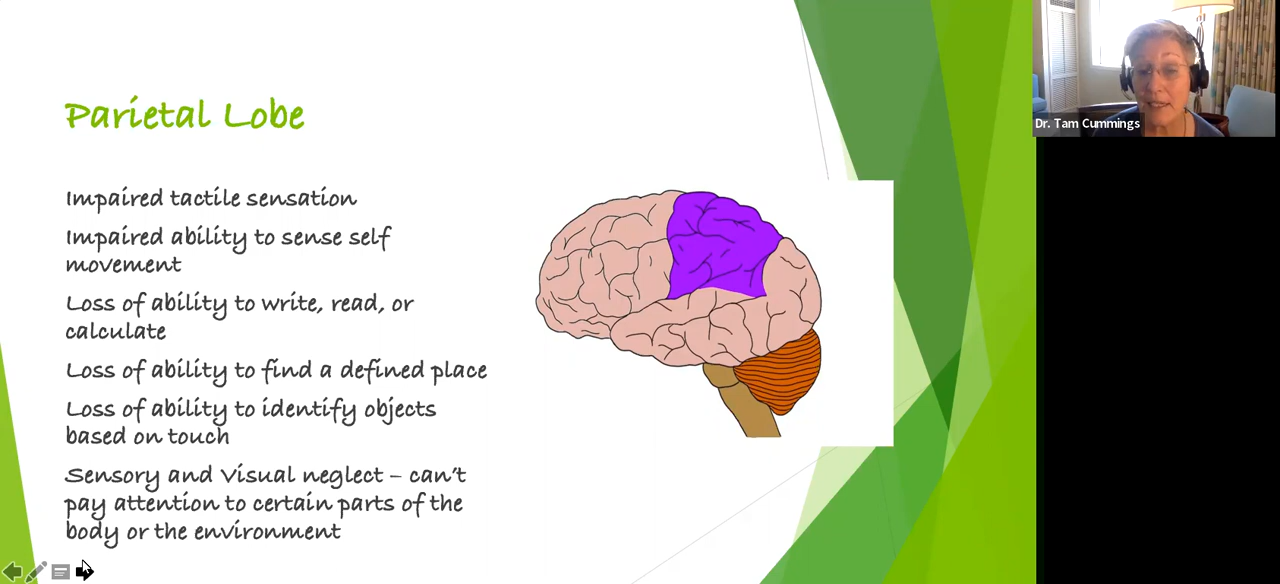 Parietal Lobe
Impaired tactile sensation
Impaired ability to sense self
movement
Loss of ability to write, read, or
calculate
Loss of ability to find a defined place
Loss of ability to identify objects
based on touch
Sensory and Visual neglect – can't
pay attention to certain parts of the
body or the environment
Dr. Tam Cummings